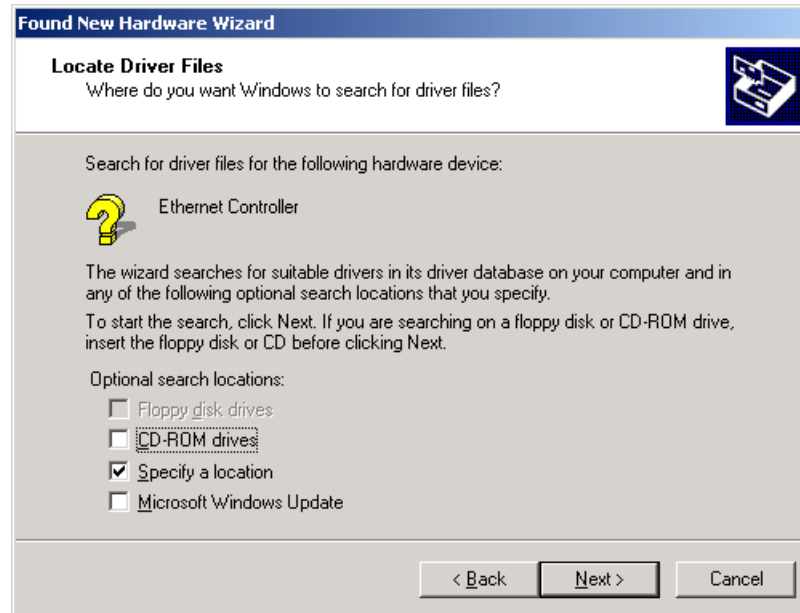 Found New Hardware Wizard
Locate Driver Files
Where do you want Windows to search for driver files?
Search for driver files for the following hardware device:
Ethernet Controller
The wizard searches for suitable drivers in its driver database on your computer and in
any of the following optional search locations that you specify.
To start the search, click Next. If you are searching on a floppy disk or CD-ROM drive,
insert the floppy disk or CD before clicking Next.
Optional search locations:
Floppy disk drives
CD-ROM drives
Specify a location
Microsoft Windows Update
< Back Next > Cancel